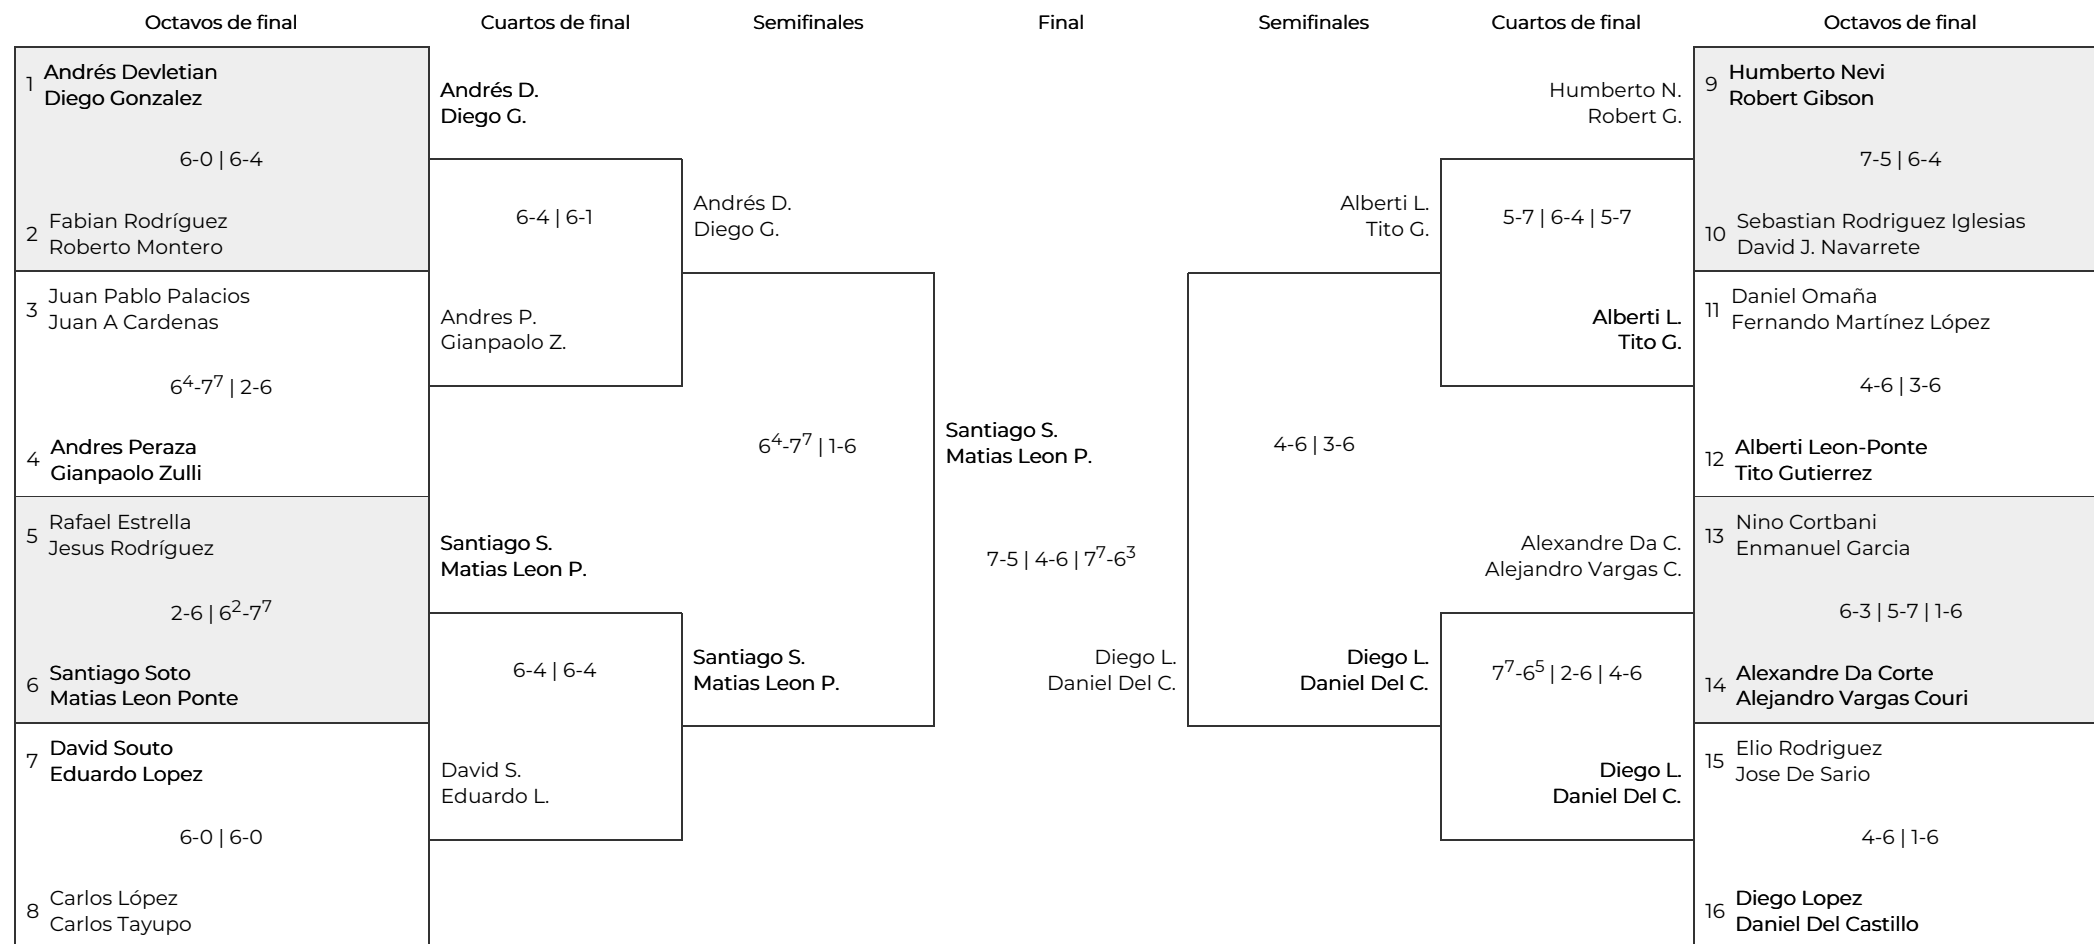 Octavos de final
Cuartos de final
Semifinales
Final
Semifinales
Cuartos de final
Octavos de final
1
Andrés Devletian
Diego Gonzalez
6-0 | 6-4
2
Fabian Rodríguez
Roberto Montero
3
Juan Pablo Palacios
Juan A Cardenas
6⁴-7⁷ | 2-6
4
Andres Peraza
Gianpaolo Zulli
5
Rafael Estrella
Jesus Rodríguez
2-6 | 6²-7⁷
6
Santiago Soto
Matias Leon Ponte
7
David Souto
Eduardo Lopez
6-0 | 6-0
8
Carlos López
Carlos Tayupo
Andrés D.
Diego G.
6-4 | 6-1
Andres P.
Gianpaolo Z.
Santiago S.
Matias Leon P.
6-4 | 6-4
David S.
Eduardo L.
Andrés D.
Diego G.
6⁴-7⁷ | 1-6
Santiago S.
Matias Leon P.
Santiago S.
Matias Leon P.
7-5 | 4-6 | 7⁷-6³
Diego L.
Daniel Del C.
Alberti L.
Tito G.
4-6 | 3-6
Diego L.
Daniel Del C.
Humberto N.
Robert G.
5-7 | 6-4 | 5-7
Alberti L.
Tito G.
Alexandre Da C.
Alejandro Vargas C.
7⁷-6⁵ | 2-6 | 4-6
Diego L.
Daniel Del C.
9
Humberto Nevi
Robert Gibson
7-5 | 6-4
10
Sebastian Rodriguez Iglesias
David J. Navarrete
11
Daniel Omaña
Fernando Martínez López
4-6 | 3-6
12
Alberti Leon-Ponte
Tito Gutierrez
13
Nino Cortbani
Enmanuel Garcia
6-3 | 5-7 | 1-6
14
Alexandre Da Corte
Alejandro Vargas Couri
15
Elio Rodriguez
Jose De Sario
4-6 | 1-6
16
Diego Lopez
Daniel Del Castillo